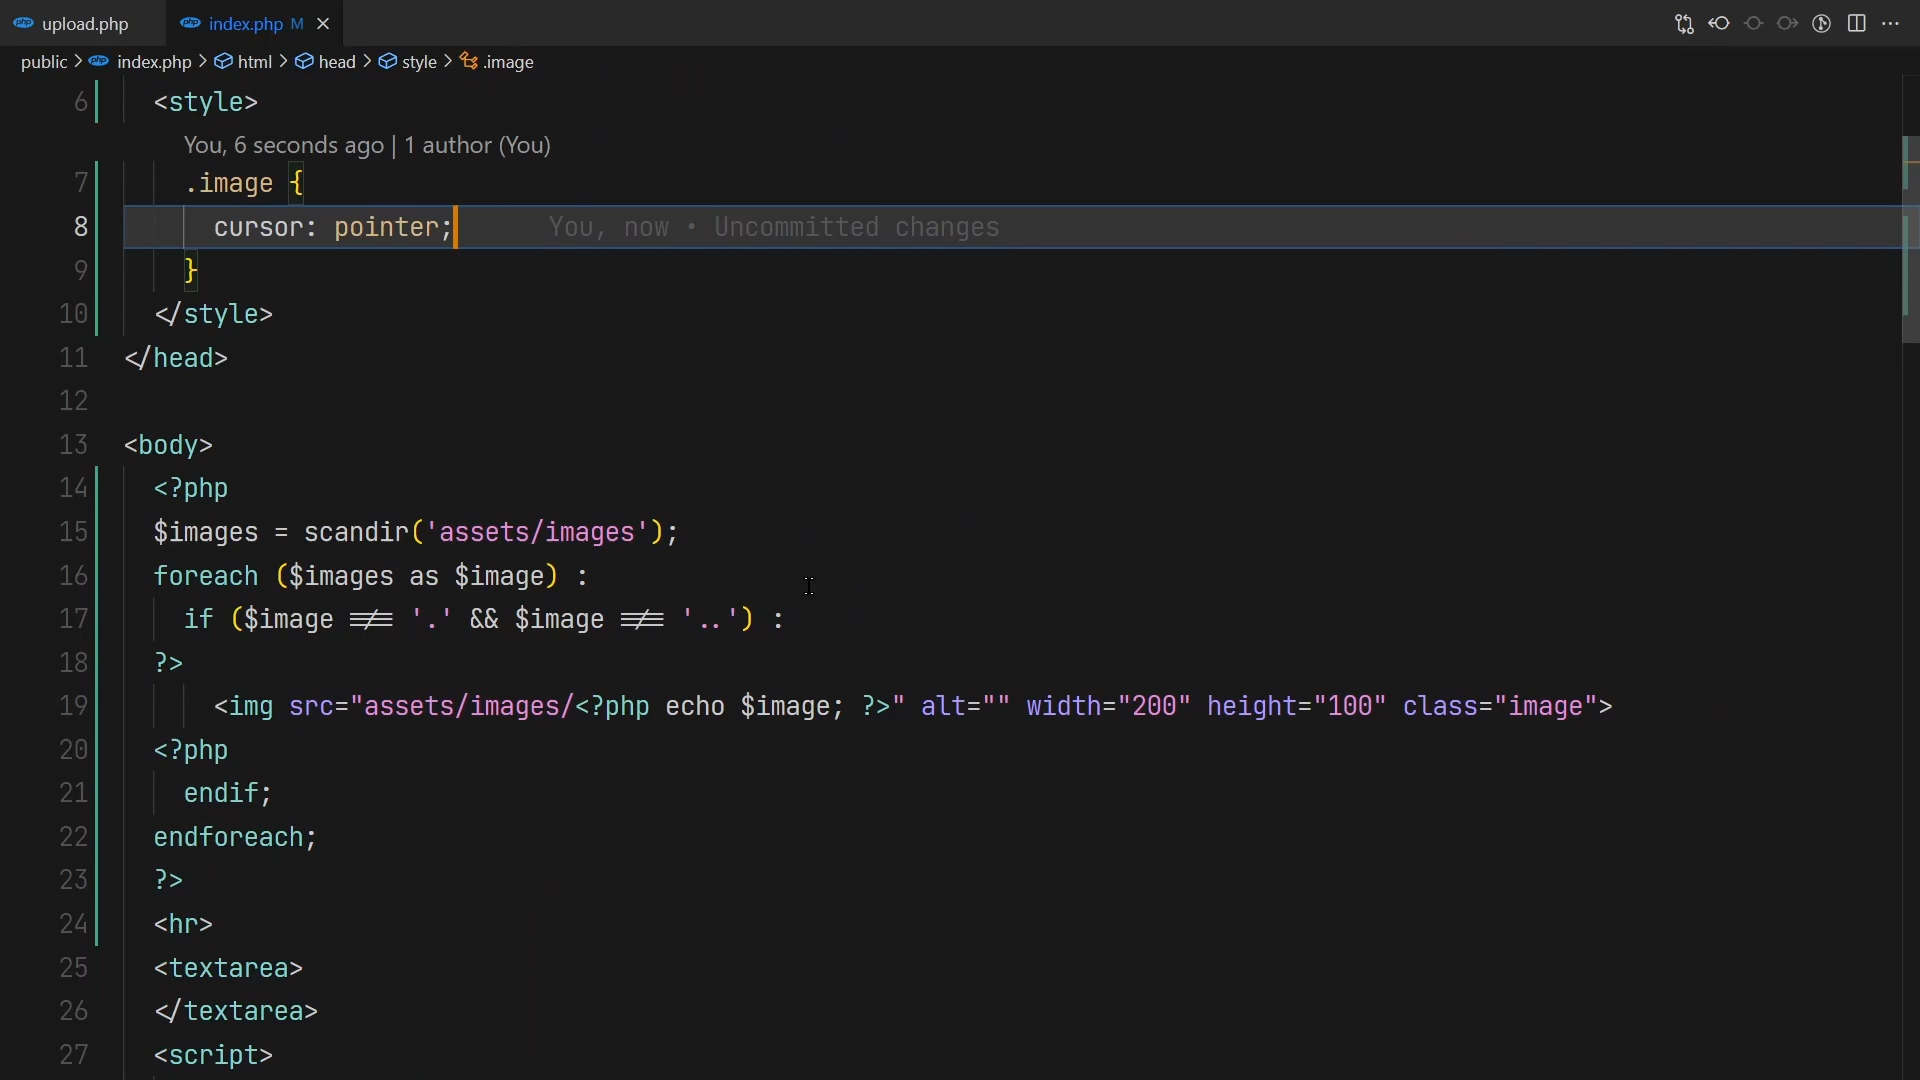 upload.php
index.php M
public > index.php > html > head > style > .image
6 <style>
You, 6 seconds ago | 1 author (You)
7 .image {
8 cursor: pointer; You, now • Uncommitted changes
9 }
10 </style>
11 </head>
12
13 <body>
14 <?php
15 $images = scandir('assets/images');
16 foreach ($images as $image) :
17 if ($image !== '.' && $image !== '..') :
18 ?>
19 <img src="assets/images/<?php echo $image; ?>" alt="" width="200" height="100" class="image">
20 <?php
21 endif;
22 endforeach;
23 ?>
24 <hr>
25 <textarea>
26 </textarea>
27 <script>